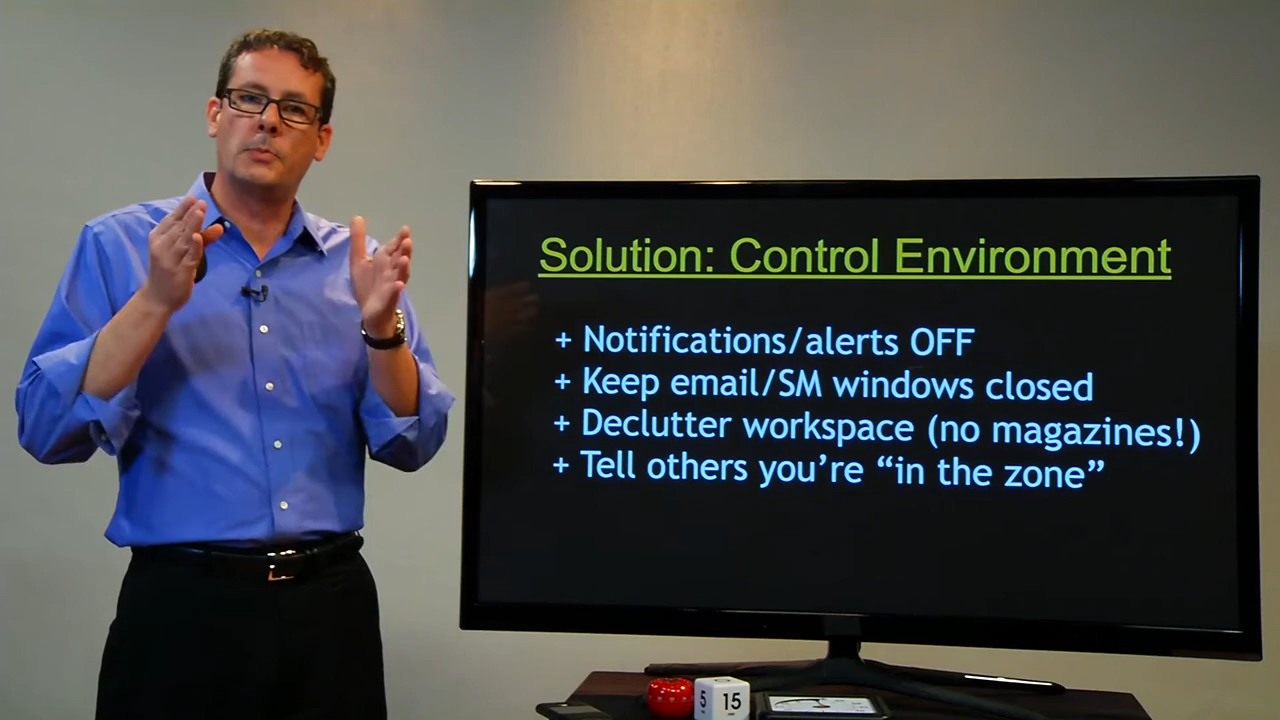 Solution: Control Environment
+ Notifications/alerts OFF
+ Keep email/SM windows closed
+ Declutter workspace (no magazines!)
+ Tell others you're “in the zone”
5
15